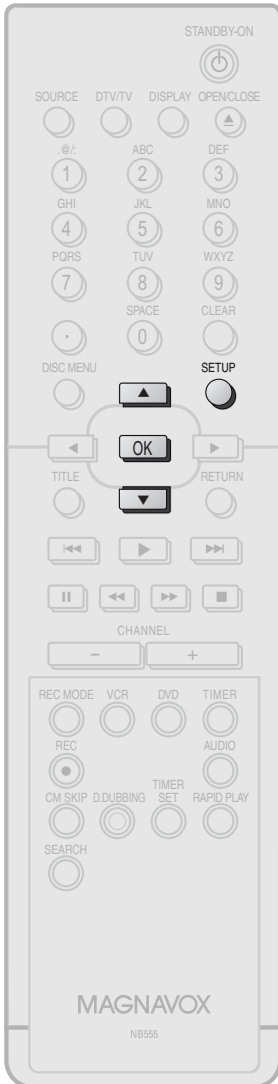 STANDBY-ON
SOURCE DTV/TV DISPLAY OPEN/CLOSE
.@/: ABC DEF
1 2 3
GHI JKL MNO
4 5 6
PQRS TUV WXYZ
7 8 9
SPACE CLEAR
· 0
DISC MENU SETUP
OK
TITLE RETURN
CHANNEL
− +
REC MODE VCR DVD TIMER
REC AUDIO
CM SKIP D.DUBBING TIMER SET RAPID PLAY
SEARCH
MAGNAVOX
NB555